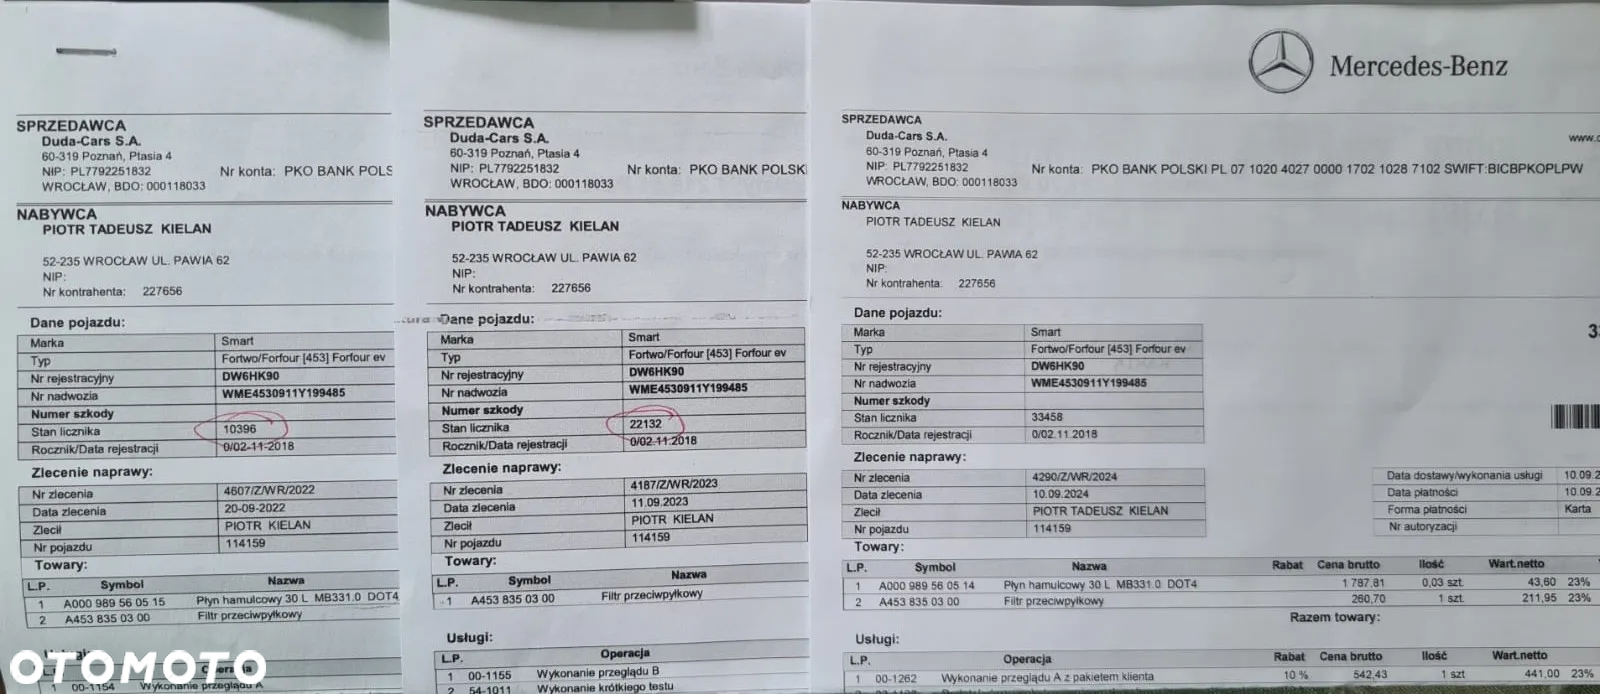 SPRZEDAWCA
Duda-Cars S.A.
60-319 Poznań, Ptasia 4
NIP: PL7792251832
WROCŁAW, BDO: 000118033
Nr konta: PKO BANK POLS
NABYWCA
PIOTR TADEUSZ KIELAN
52-235 WROCŁAW UL. PAWIA 62
NIP:
Nr kontrahenta: 227656
Dane pojazdu:
Marka Smart
Typ Fortwo/Forfour [453] Forfour ev
Nr rejestracyjny DW6HK90
Nr nadwozia WME4530911Y199485
Numer szkody
Stan licznika 10396
Rocznik/Data rejestracji 0/02-11-2018
Zlecenie naprawy:
Nr zlecenia 4607/Z/WR/2022
Data zlecenia 20-09-2022
Zlecił PIOTR KIELAN
Nr pojazdu 114159
Towary:
L.P. Symbol Nazwa
1 A000 989 56 05 15 Płyn hamulcowy 30 L MB331.0 DOT4
2 A453 835 03 00 Filtr przeciwpyłkowy
1 00-1154 Wykonanie przeglądu A
OTOMOTO
SPRZEDAWCA
Duda-Cars S.A.
60-319 Poznań, Ptasia 4
NIP: PL7792251832
WROCŁAW, BDO: 000118033
Nr konta: PKO BANK POLSKI
NABYWCA
PIOTR TADEUSZ KIELAN
52-235 WROCŁAW UL. PAWIA 62
NIP:
Nr kontrahenta: 227656
Dane pojazdu:
Marka Smart
Typ Fortwo/Forfour [453] Forfour ev
Nr rejestracyjny DW6HK90
Nr nadwozia WME4530911Y199485
Numer szkody
Stan licznika 22132
Rocznik/Data rejestracji 0/02-11.2018
Zlecenie naprawy:
Nr zlecenia 4187/Z/WR/2023
Data zlecenia 11.09.2023
Zlecił PIOTR KIELAN
Nr pojazdu 114159
Towary:
L.P. Symbol Nazwa
1 A453 835 03 00 Filtr przeciwpyłkowy
Usługi:
L.P. Operacja
1 00-1155 Wykonanie przeglądu B
2 54-1011 Wykonanie krótkiego testu
Mercedes-Benz
SPRZEDAWCA
Duda-Cars S.A.
www.
60-319 Poznań, Ptasia 4
NIP: PL7792251832
WROCŁAW, BDO: 000118033
Nr konta: PKO BANK POLSKI PL 07 1020 4027 0000 1702 1028 7102 SWIFT:BICBPKOPLPW
NABYWCA
PIOTR TADEUSZ KIELAN
52-235 WROCŁAW UL. PAWIA 62
NIP:
Nr kontrahenta: 227656
Dane pojazdu:
Marka Smart
Typ Fortwo/Forfour [453] Forfour ev
Nr rejestracyjny DW6HK90
Nr nadwozia WME4530911Y199485
Numer szkody
Stan licznika 33458
Rocznik/Data rejestracji 0/02.11.2018
Zlecenie naprawy:
Nr zlecenia 4290/Z/WR/2024
Data zlecenia 10.09.2024
Zlecił PIOTR TADEUSZ KIELAN
Nr pojazdu 114159
Data dostawy/wykonania usługi 10.09.2
Data płatności 10.09.2
Forma płatności Karta
Nr autoryzacji
Towary:
L.P. Symbol Nazwa Rabat Cena brutto Ilość Wart.netto
1 A000 989 56 05 14 Płyn hamulcowy 30 L MB331.0 DOT4 1 787,81 0,03 szt. 43,60 23%
2 A453 835 03 00 Filtr przeciwpyłkowy 260,70 1 szt. 211,95 23%
Razem towary:
Usługi:
L.P. Operacja Rabat Cena brutto Ilość Wart.netto
1 00-1262 Wykonanie przeglądu A z pakietem klienta 10 % 542,43 1 szt 441,00 23%